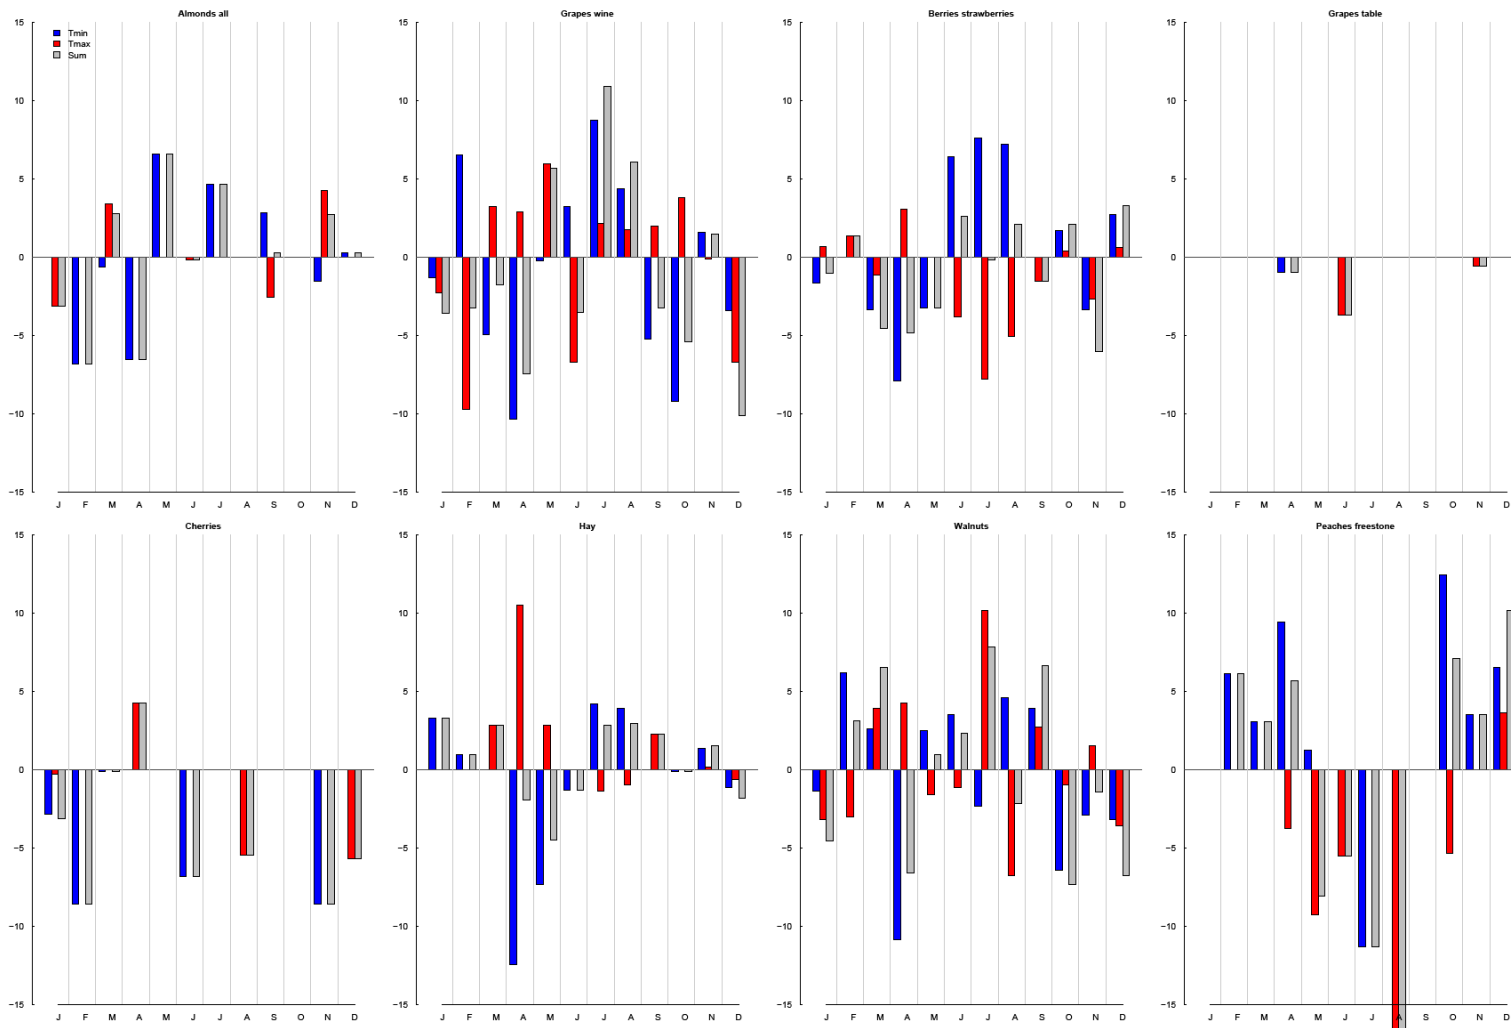 Almonds all
Grapes wine
Berries strawberries
Grapes table
Tmin
Tmax
Sum
15
10
5
0
−5
−10
−15
J F M A M J J A S O N D
15
10
5
0
−5
−10
−15
J F M A M J J A S O N D
15
10
5
0
−5
−10
−15
J F M A M J J A S O N D
15
10
5
0
−5
−10
−15
J F M A M J J A S O N D
Cherries
Hay
Walnuts
Peaches freestone
15
10
5
0
−5
−10
−15
J F M A M J J A S O N D
15
10
5
0
−5
−10
−15
J F M A M J J A S O N D
15
10
5
0
−5
−10
−15
J F M A M J J A S O N D
15
10
5
0
−5
−10
−15
J F M A M J J A S O N D